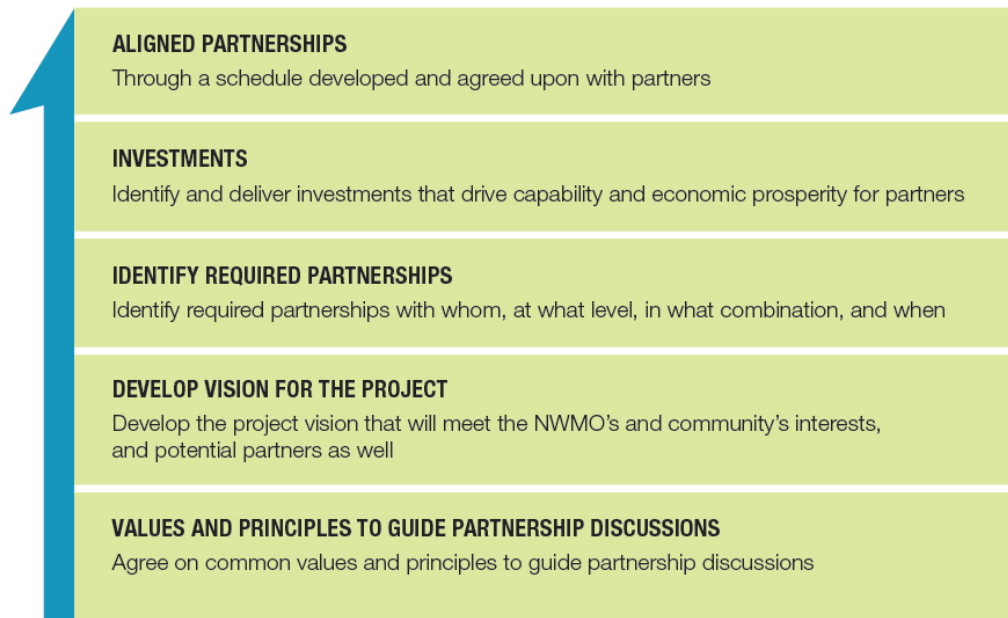 ALIGNED PARTNERSHIPS
Through a schedule developed and agreed upon with partners
INVESTMENTS
Identify and deliver investments that drive capability and economic prosperity for partners
IDENTIFY REQUIRED PARTNERSHIPS
Identify required partnerships with whom, at what level, in what combination, and when
DEVELOP VISION FOR THE PROJECT
Develop the project vision that will meet the NWMO’s and community’s interests,
and potential partners as well
VALUES AND PRINCIPLES TO GUIDE PARTNERSHIP DISCUSSIONS
Agree on common values and principles to guide partnership discussions